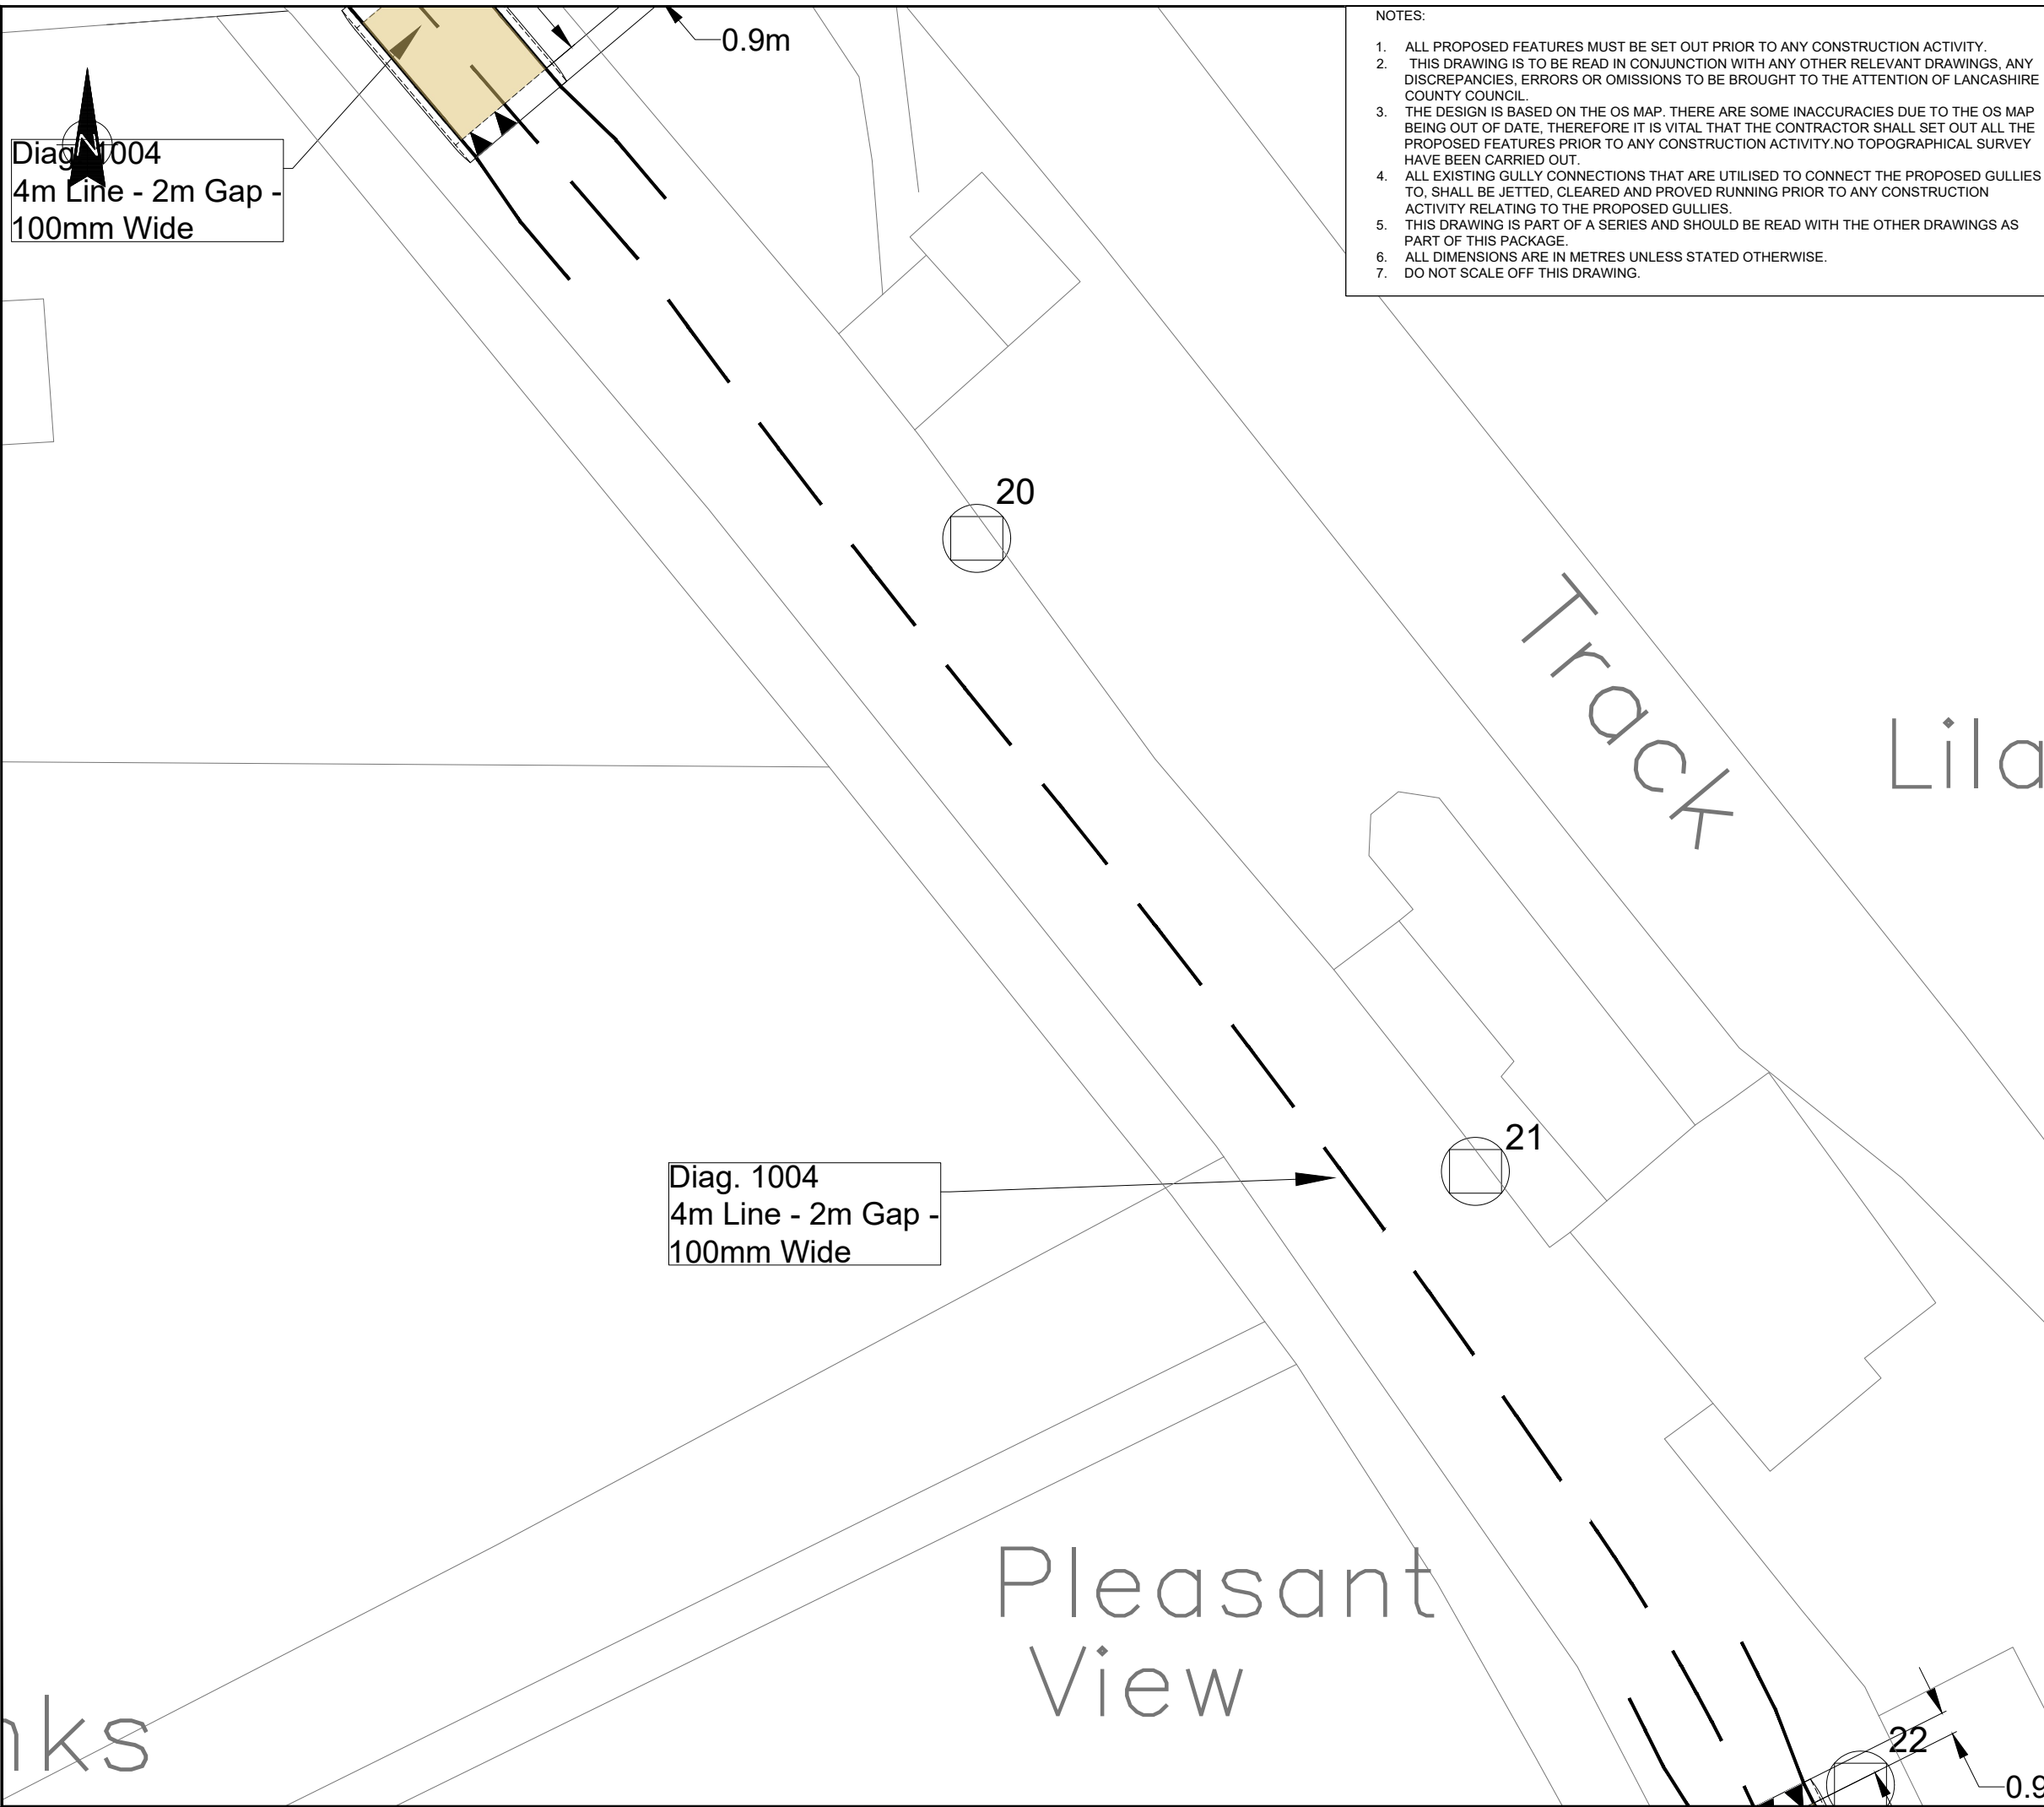 0.9m
N
Diag. 1004
4m Line - 2m Gap -
100mm Wide
NOTES:
1. ALL PROPOSED FEATURES MUST BE SET OUT PRIOR TO ANY CONSTRUCTION ACTIVITY.
2. THIS DRAWING IS TO BE READ IN CONJUNCTION WITH ANY OTHER RELEVANT DRAWINGS, ANY
DISCREPANCIES, ERRORS OR OMISSIONS TO BE BROUGHT TO THE ATTENTION OF LANCASHIRE
COUNTY COUNCIL.
3. THE DESIGN IS BASED ON THE OS MAP. THERE ARE SOME INACCURACIES DUE TO THE OS MAP
BEING OUT OF DATE, THEREFORE IT IS VITAL THAT THE CONTRACTOR SHALL SET OUT ALL THE
PROPOSED FEATURES PRIOR TO ANY CONSTRUCTION ACTIVITY.NO TOPOGRAPHICAL SURVEY
HAVE BEEN CARRIED OUT.
4. ALL EXISTING GULLY CONNECTIONS THAT ARE UTILISED TO CONNECT THE PROPOSED GULLIES
TO, SHALL BE JETTED, CLEARED AND PROVED RUNNING PRIOR TO ANY CONSTRUCTION
ACTIVITY RELATING TO THE PROPOSED GULLIES.
5. THIS DRAWING IS PART OF A SERIES AND SHOULD BE READ WITH THE OTHER DRAWINGS AS
PART OF THIS PACKAGE.
6. ALL DIMENSIONS ARE IN METRES UNLESS STATED OTHERWISE.
7. DO NOT SCALE OFF THIS DRAWING.
20
Track
21
Diag. 1004
4m Line - 2m Gap -
100mm Wide
Pleasant
View
22